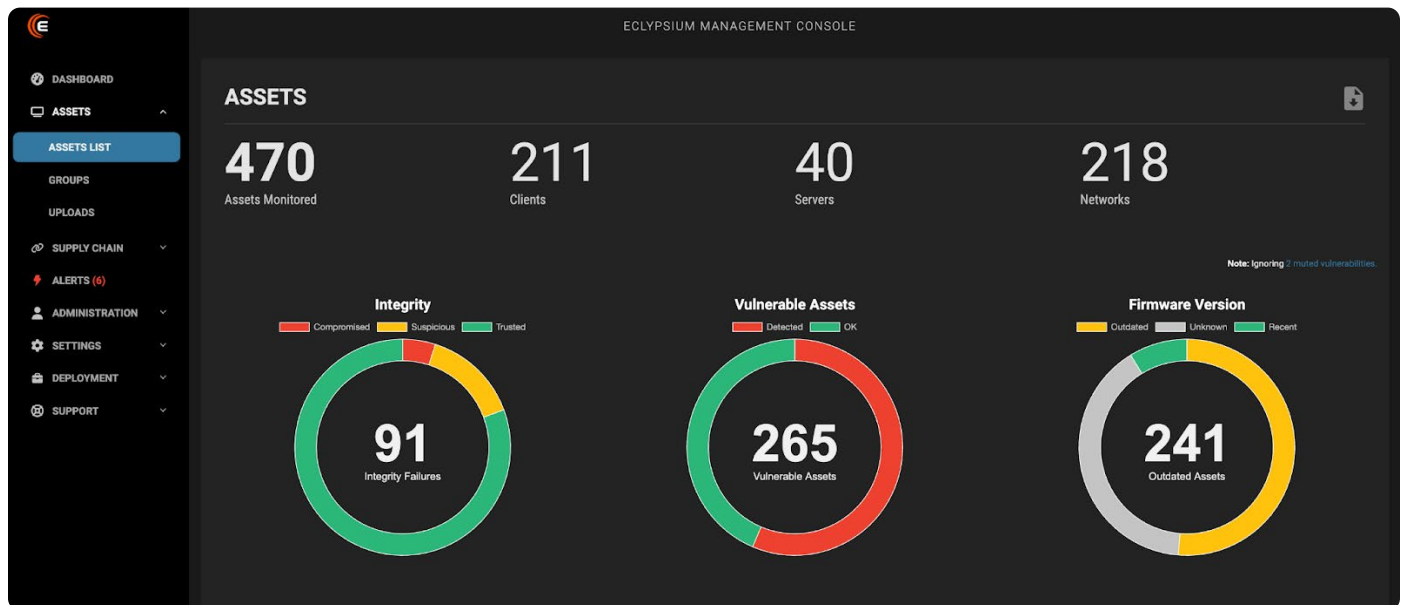 ECLYPSIUM MANAGEMENT CONSOLE
DASHBOARD
ASSETS
ASSETS LIST
GROUPS
UPLOADS
SUPPLY CHAIN
ALERTS (6)
ADMINISTRATION
SETTINGS
DEPLOYMENT
SUPPORT
ASSETS
470 211 40 218
Assets Monitored Clients Servers Networks
Note: Ignoring 2 muted vulnerabilities.
Integrity
Compromised Suspicious Trusted
91
Integrity Failures
Vulnerable Assets
Detected OK
265
Vulnerable Assets
Firmware Version
Outdated Unknown Recent
241
Outdated Assets